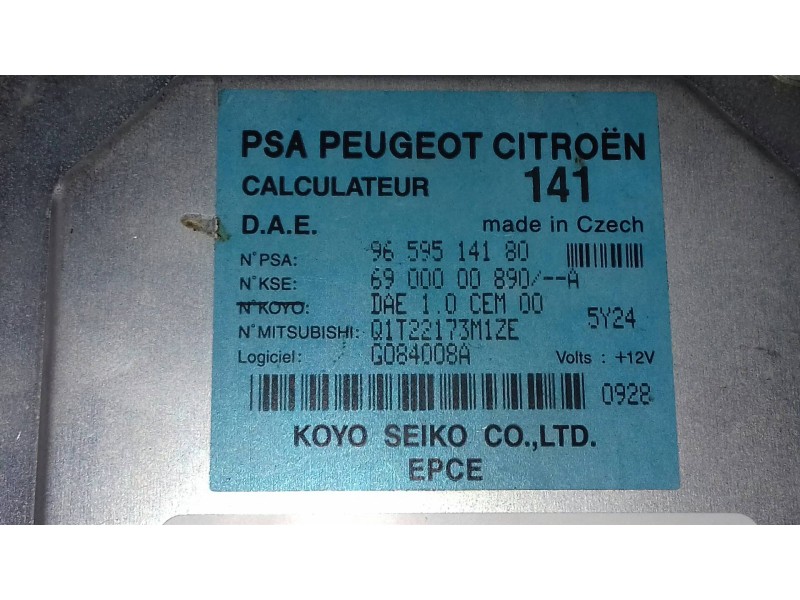 PSA PEUGEOT CITROËN
CALCULATEUR 141
D.A.E. made in Czech
N°PSA: 96 595 141 80
N°KSE: 69 000 00 890/--A
N°KOYO: DAE 1.0 CEM 00
5Y24
N°MITSUBISHI: Q1T22173M1ZE
Logiciel: G084008A Volts : +12V
0928
KOYO SEIKO CO.,LTD.
EPCE